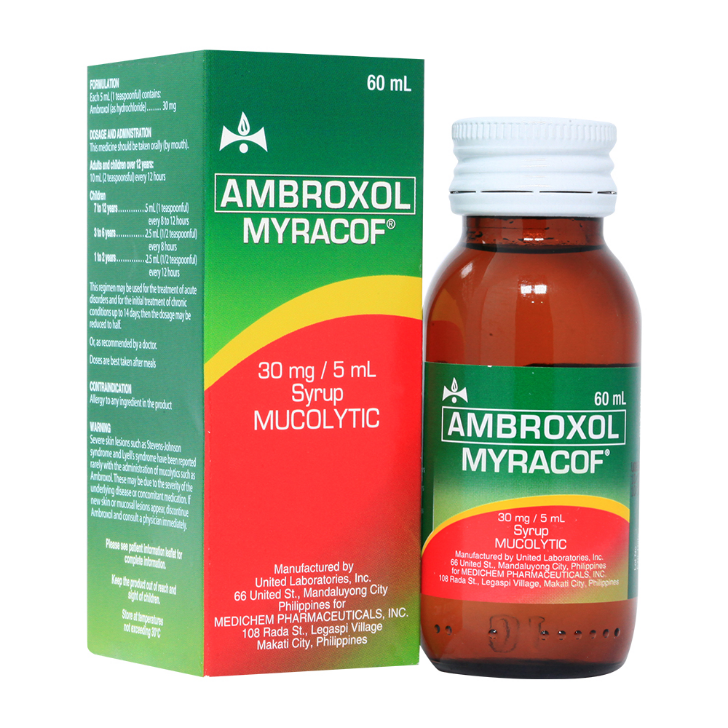 FORMULATION
Each 5 mL (1 teaspoonful) contains:
Ambroxol (as hydrochloride) ....... 30 mg
DOSAGE AND ADMINISTRATION
This medicine should be taken orally (by mouth).
Adults and children over 12 years:
10 mL (2 teaspoonsful) every 12 hours
Children
7 to 12 years ............. 5 mL (1 teaspoonful)
every 8 to 12 hours
3 to 6 years .............. 2.5 mL (1/2 teaspoonful)
every 8 hours
1 to 2 years .............. 2.5 mL (1/2 teaspoonful)
every 12 hours
This regimen may be used for the treatment of acute
disorders and for the initial treatment of chronic
conditions up to 14 days; then the dosage may be
reduced to half.
Or, as recommended by a doctor.
Doses are best taken after meals
CONTRAINDICATION
Allergy to any ingredient in the product
WARNING
Severe skin lesions such as Stevens-Johnson
syndrome and Lyell's syndrome have been reported
rarely with the administration of mucolytics such as
Ambroxol. These may be due to the severity of the
underlying disease or concomitant medication. If
new skin or mucosal lesions appear, discontinue
Ambroxol and consult a physician immediately.
Please see patient information leaflet for
complete information.
Keep the product out of reach and
sight of children.
Store at temperatures
not exceeding 30°C
60 mL
AMBROXOL
MYRACOF®
30 mg / 5 mL
Syrup
MUCOLYTIC
Manufactured by
United Laboratories, Inc.
66 United St., Mandaluyong City
Philippines for
MEDICHEM PHARMACEUTICALS, INC.
108 Rada St., Legaspi Village
Makati City, Philippines
60 mL
AMBROXOL
MYRACOF®
30 mg / 5 mL
Syrup
MUCOLYTIC
Manufactured by United Laboratories, Inc.
66 United St., Mandaluyong City, Philippines
for MEDICHEM PHARMACEUTICALS, INC.
108 Rada St., Legaspi Village, Makati City, Philippines